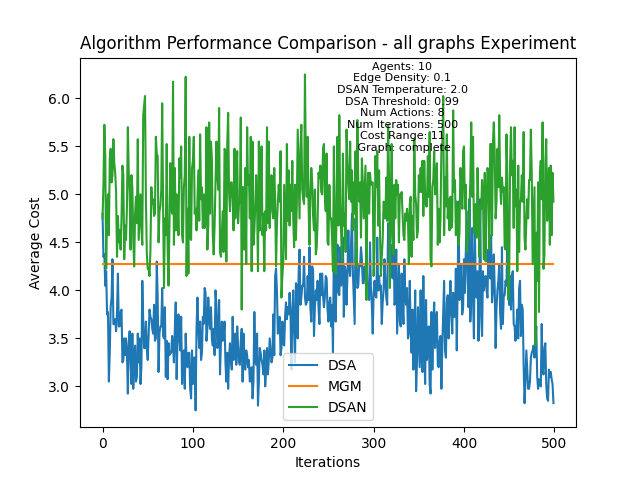 Algorithm Performance Comparison - all graphs Experiment
Agents: 10
Edge Density: 0.1
DSAN Temperature: 2.0
DSA Threshold: 0.99
Num Actions: 8
Num Iterations: 500
Cost Range: 11
Graph: complete
6.0
5.5
5.0
4.5
4.0
3.5
3.0
Average Cost
DSA
MGM
DSAN
0
100
200
300
400
500
Iterations